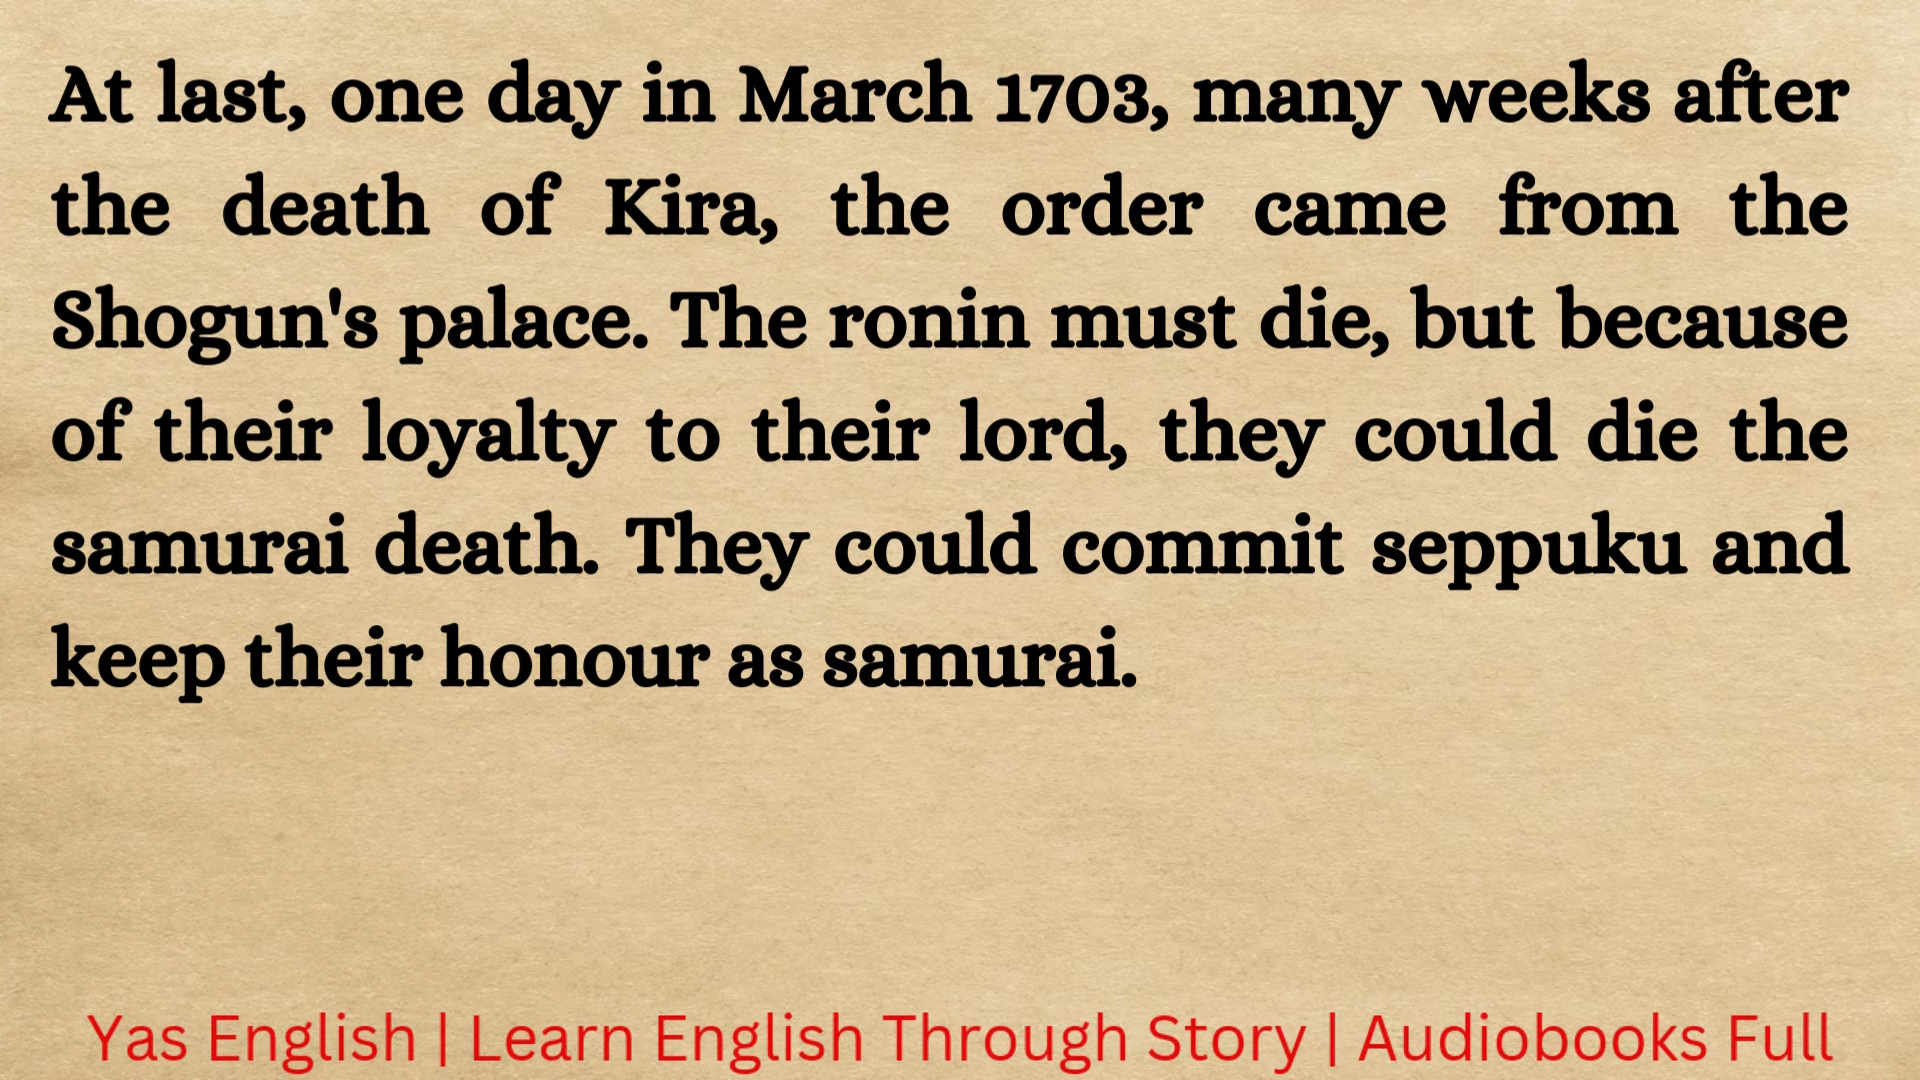 At last, one day in March 1703, many weeks after
the death of Kira, the order came from the
Shogun's palace. The ronin must die, but because
of their loyalty to their lord, they could die the
samurai death. They could commit seppuku and
keep their honour as samurai.
Yas English | Learn English Through Story | Audiobooks Full